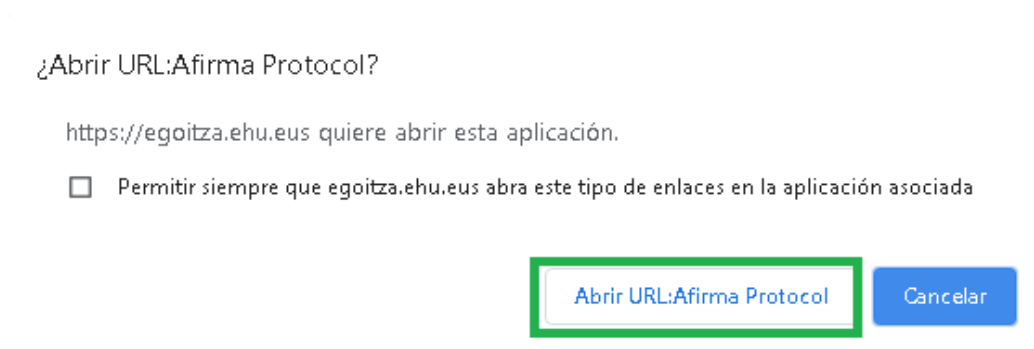 ¿Abrir URL:Afirma Protocol?
https://egoitza.ehu.eus quiere abrir esta aplicación.
Permitir siempre que egoitza.ehu.eus abra este tipo de enlaces en la aplicación asociada
Abrir URL:Afirma Protocol
Cancelar